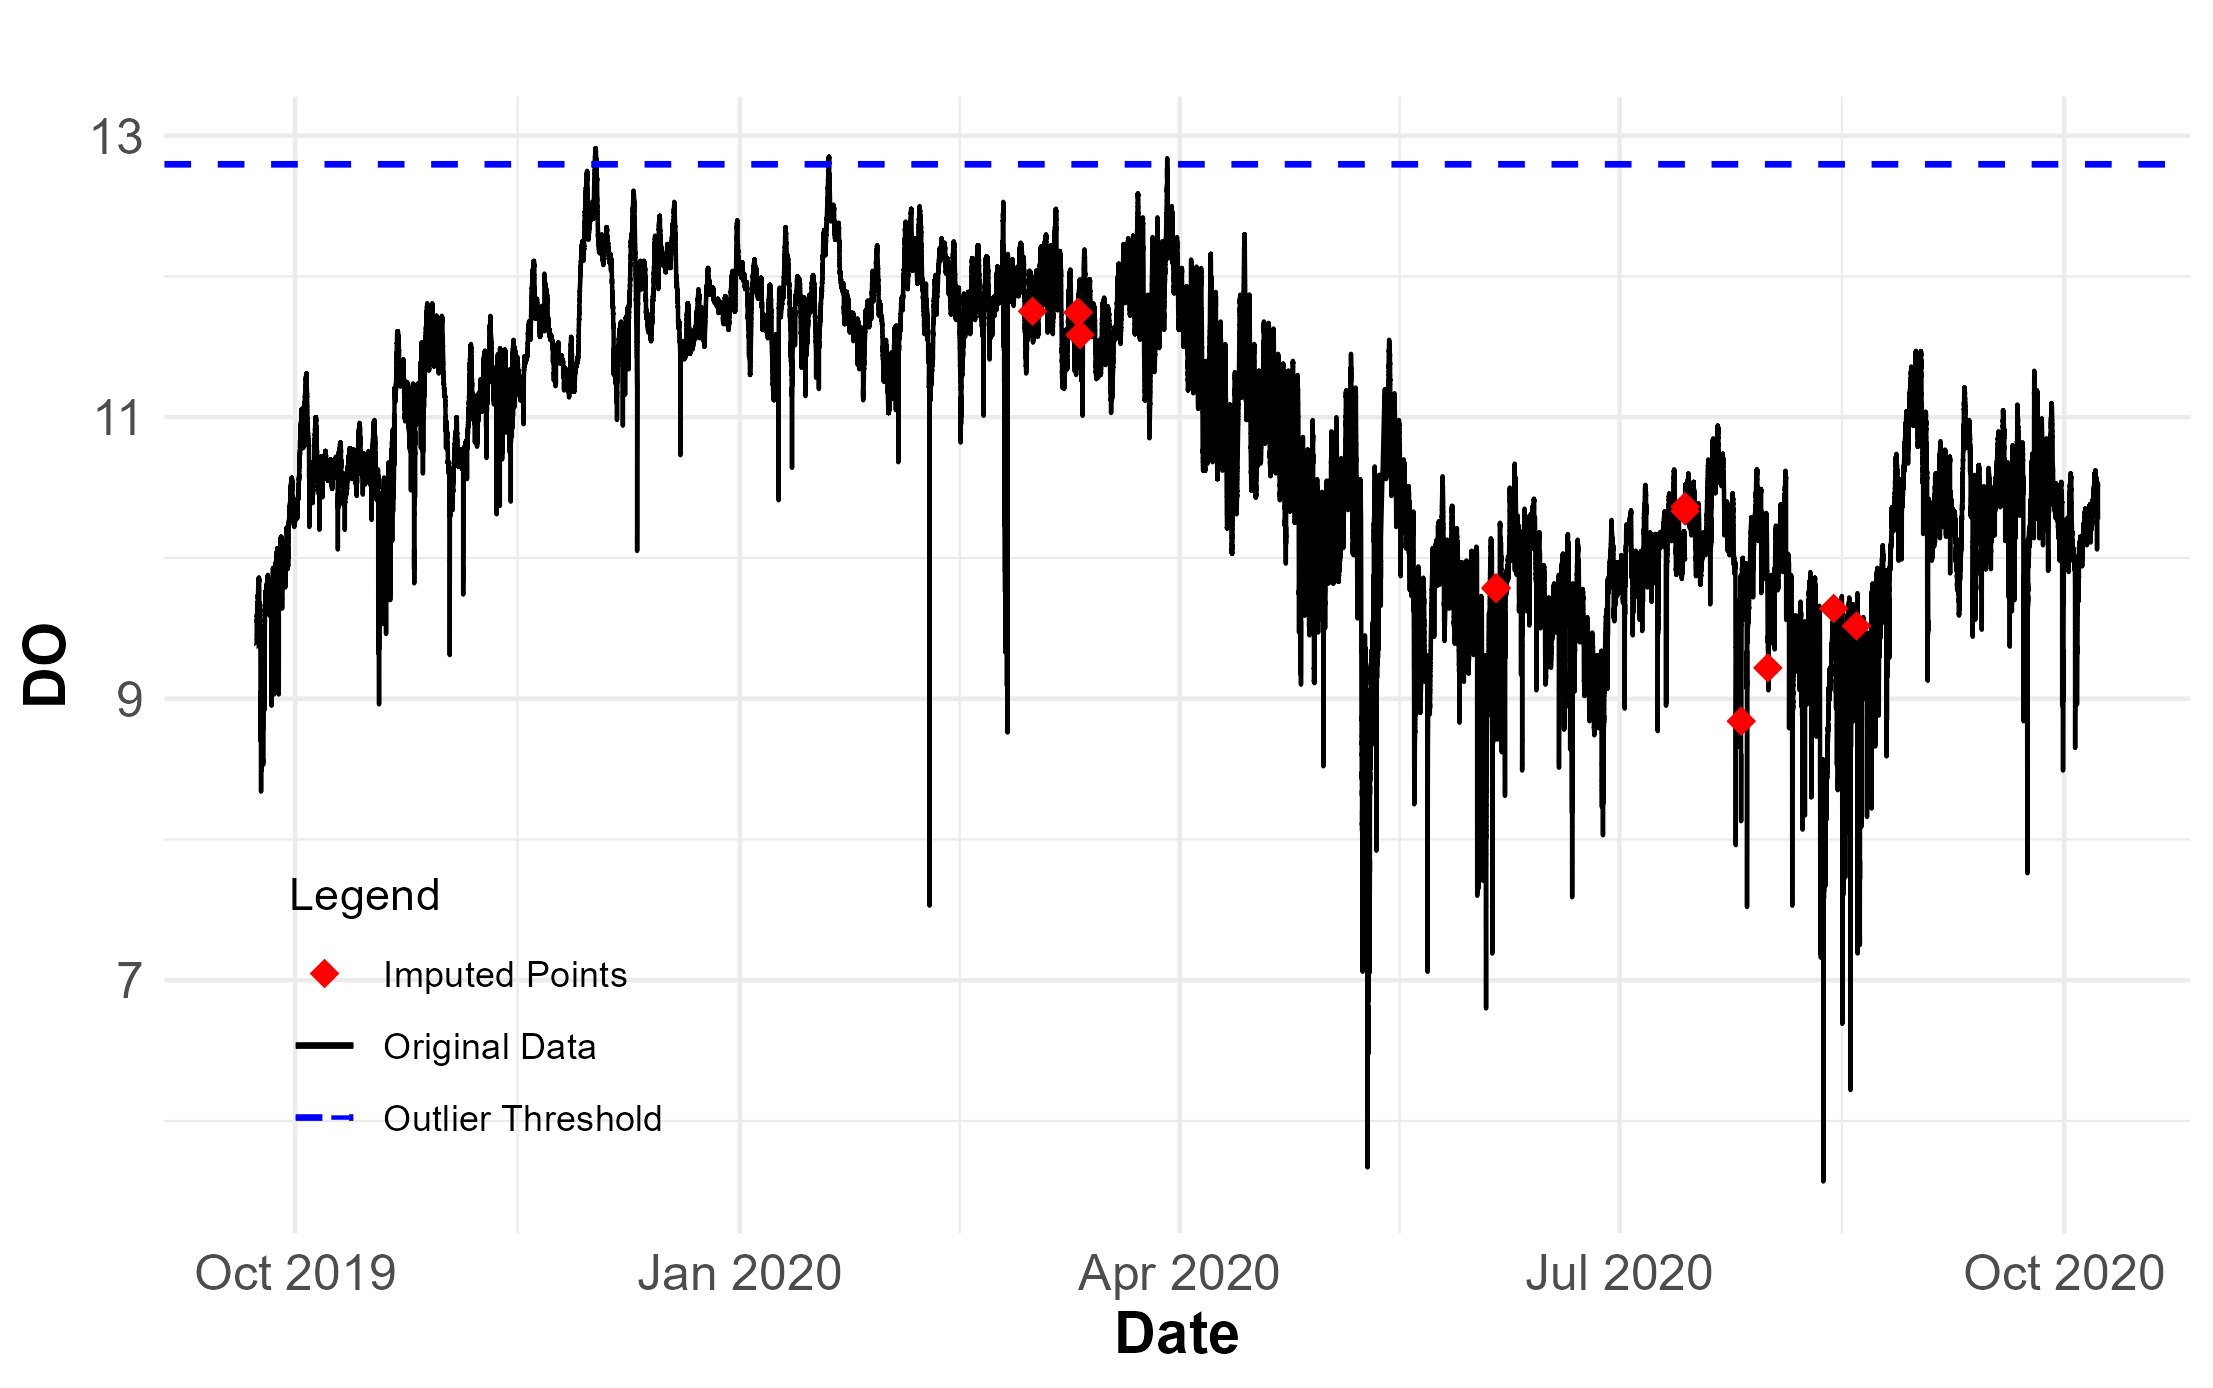 13
11
9
7
DO
Legend
Imputed Points
Original Data
Outlier Threshold
Oct 2019 Jan 2020 Apr 2020 Jul 2020 Oct 2020
Date